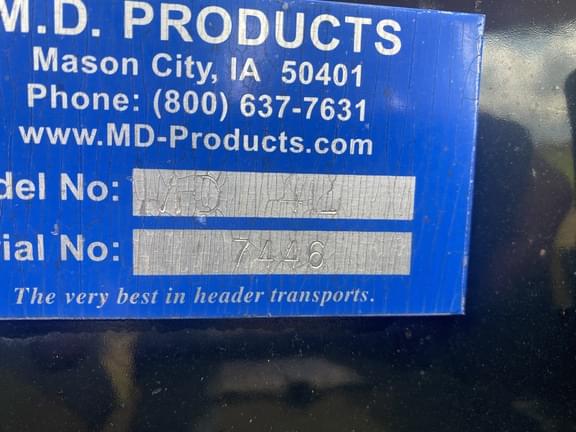 M.D. PRODUCTS
Mason City, IA 50401
Phone: (800) 637-7631
www.MD-Products.com
del No:
ial No: 7446
The very best in header transports.